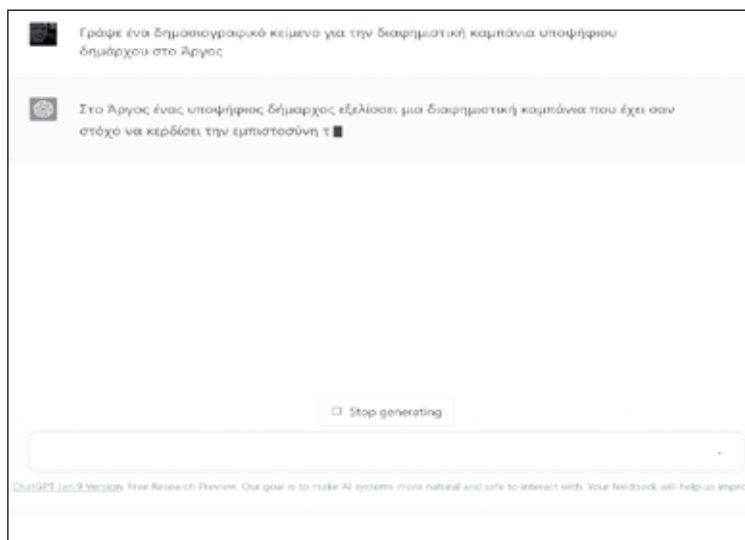 Γράψε ένα δημοσιογραφικό κείμενο για την διαφημιστική καμπάνια υποψήφιου
δημάρχου στο Άργος
Στο Άργος ένας υποψήφιος δήμαρχος εξελίσσει μια διαφημιστική καμπάνια που έχει σαν
στόχο να κερδίσει την εμπιστοσύνη τ
Stop generating
ChatGPT Jan 9 Version. Free Research Preview. Our goal is to make AI systems more natural and safe to interact with. Your feedback will help us impro